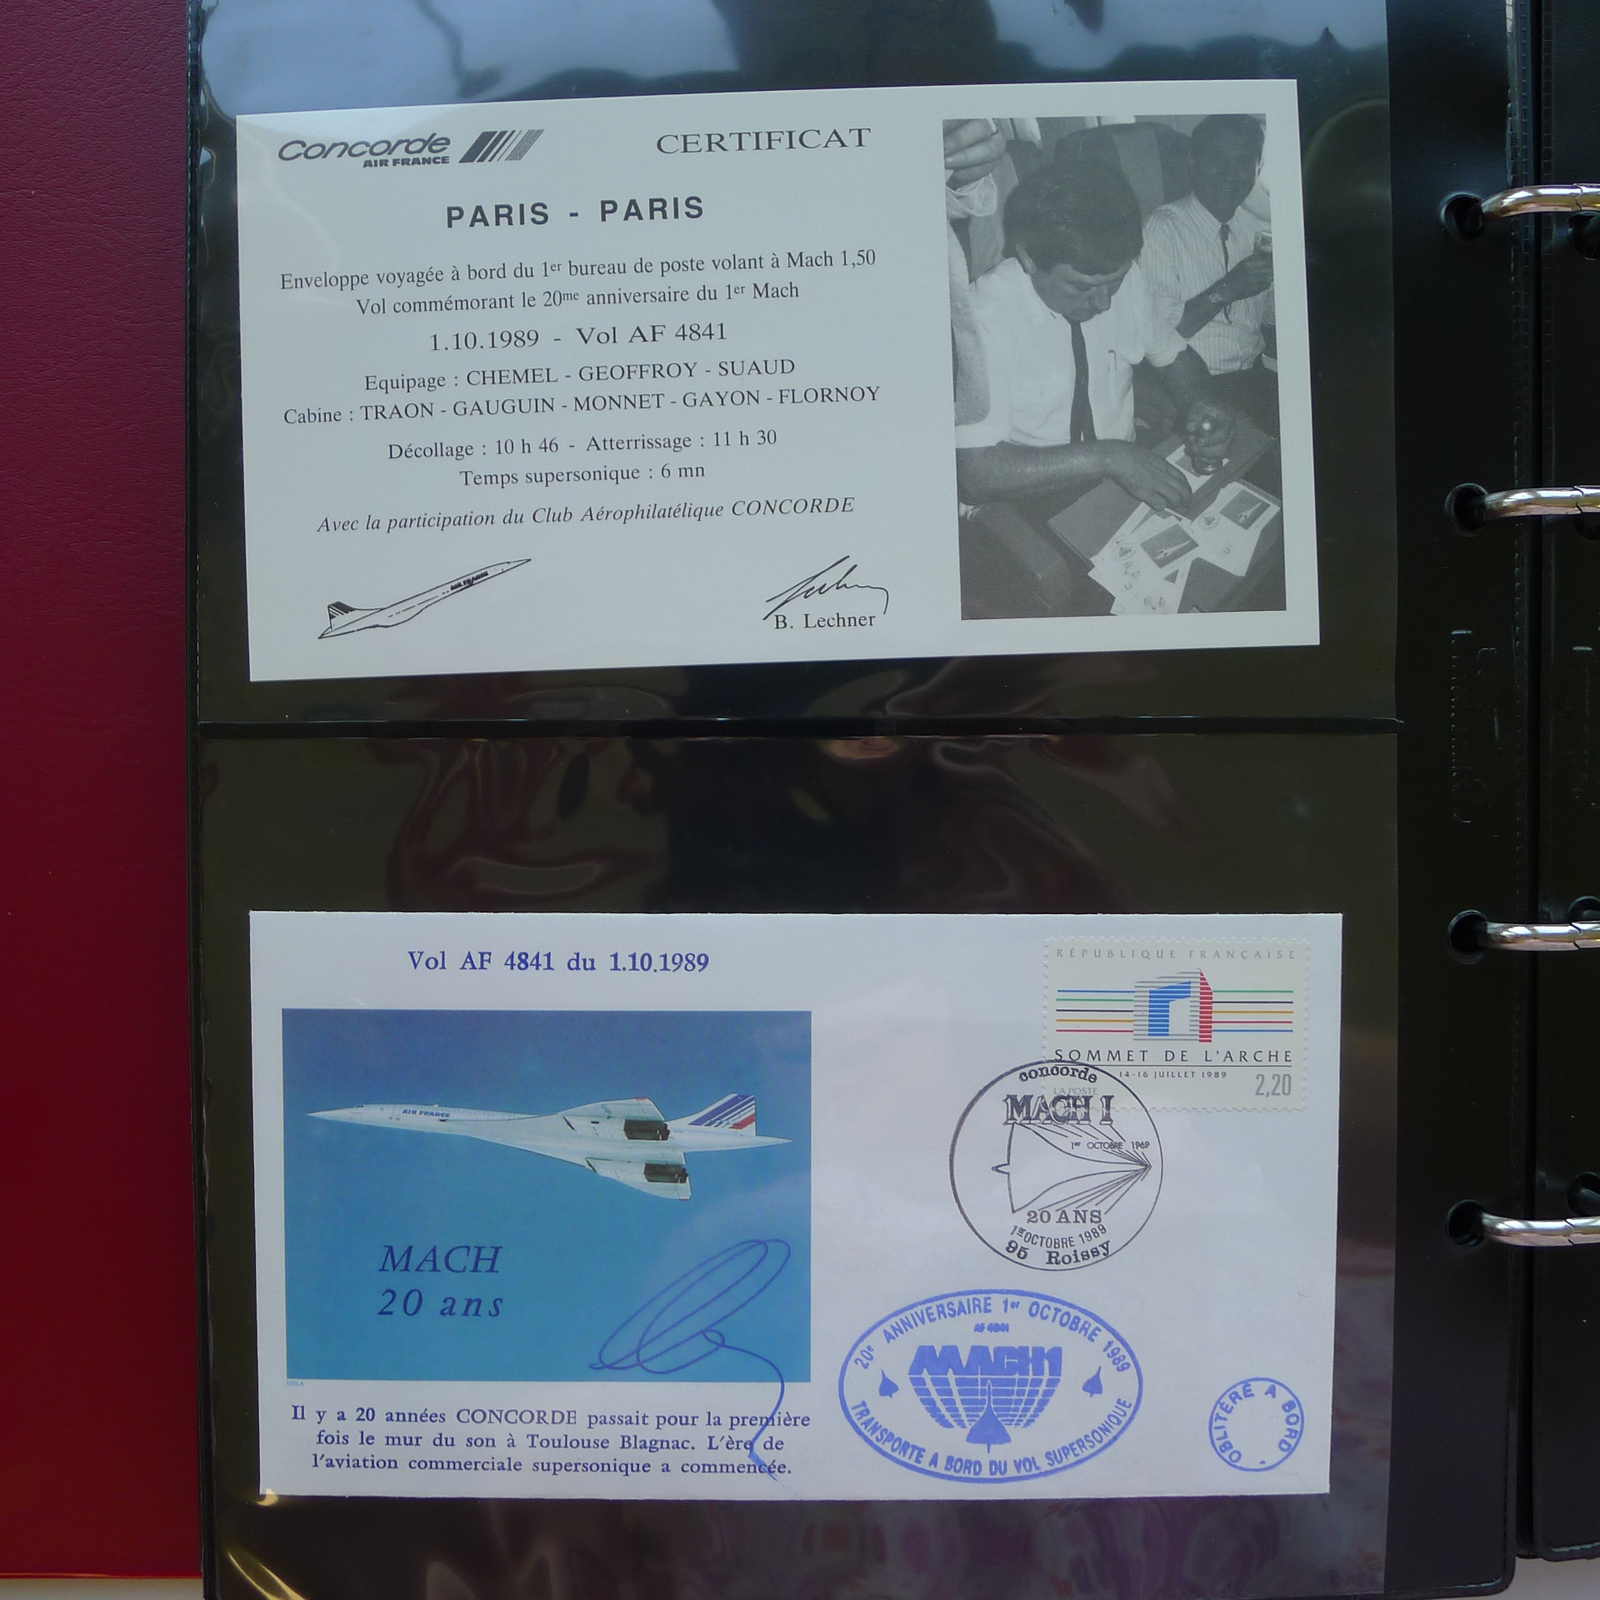 Concorde
AIR FRANCE
CERTIFICAT
PARIS - PARIS
Enveloppe voyagée à bord du 1er bureau de poste volant à Mach 1,50
Vol commémorant le 20me anniversaire du 1er Mach
1.10.1989 - Vol AF 4841
Equipage : CHEMEL - GEOFFROY - SUAUD
Cabine : TRAON - GAUGUIN - MONNET - GAYON - FLORNOY
Décollage : 10 h 46 - Atterrissage : 11 h 30
Temps supersonique : 6 mn
Avec la participation du Club Aérophilatélique CONCORDE
AIR FRANCE
B. Lechner
Vol AF 4841 du 1.10.1989
AIR FRANCE
MACH
20 ans
Il y a 20 années CONCORDE passait pour la première
fois le mur du son à Toulouse Blagnac. L'ère de
l'aviation commerciale supersonique a commencée.
RÉPUBLIQUE FRANÇAISE
SOMMET DE L'ARCHE
14-16 JUILLET 1989
LA POSTE
2,20
concorde
MACH I
1er OCTOBRE 1969
20 ANS
1er OCTOBRE 1989
95 Roissy
20e ANNIVERSAIRE 1er OCTOBRE 1989
AF 4841
MACH1
TRANSPORTE A BORD DU VOL SUPERSONIQUE
OBLITÉRÉ A BORD